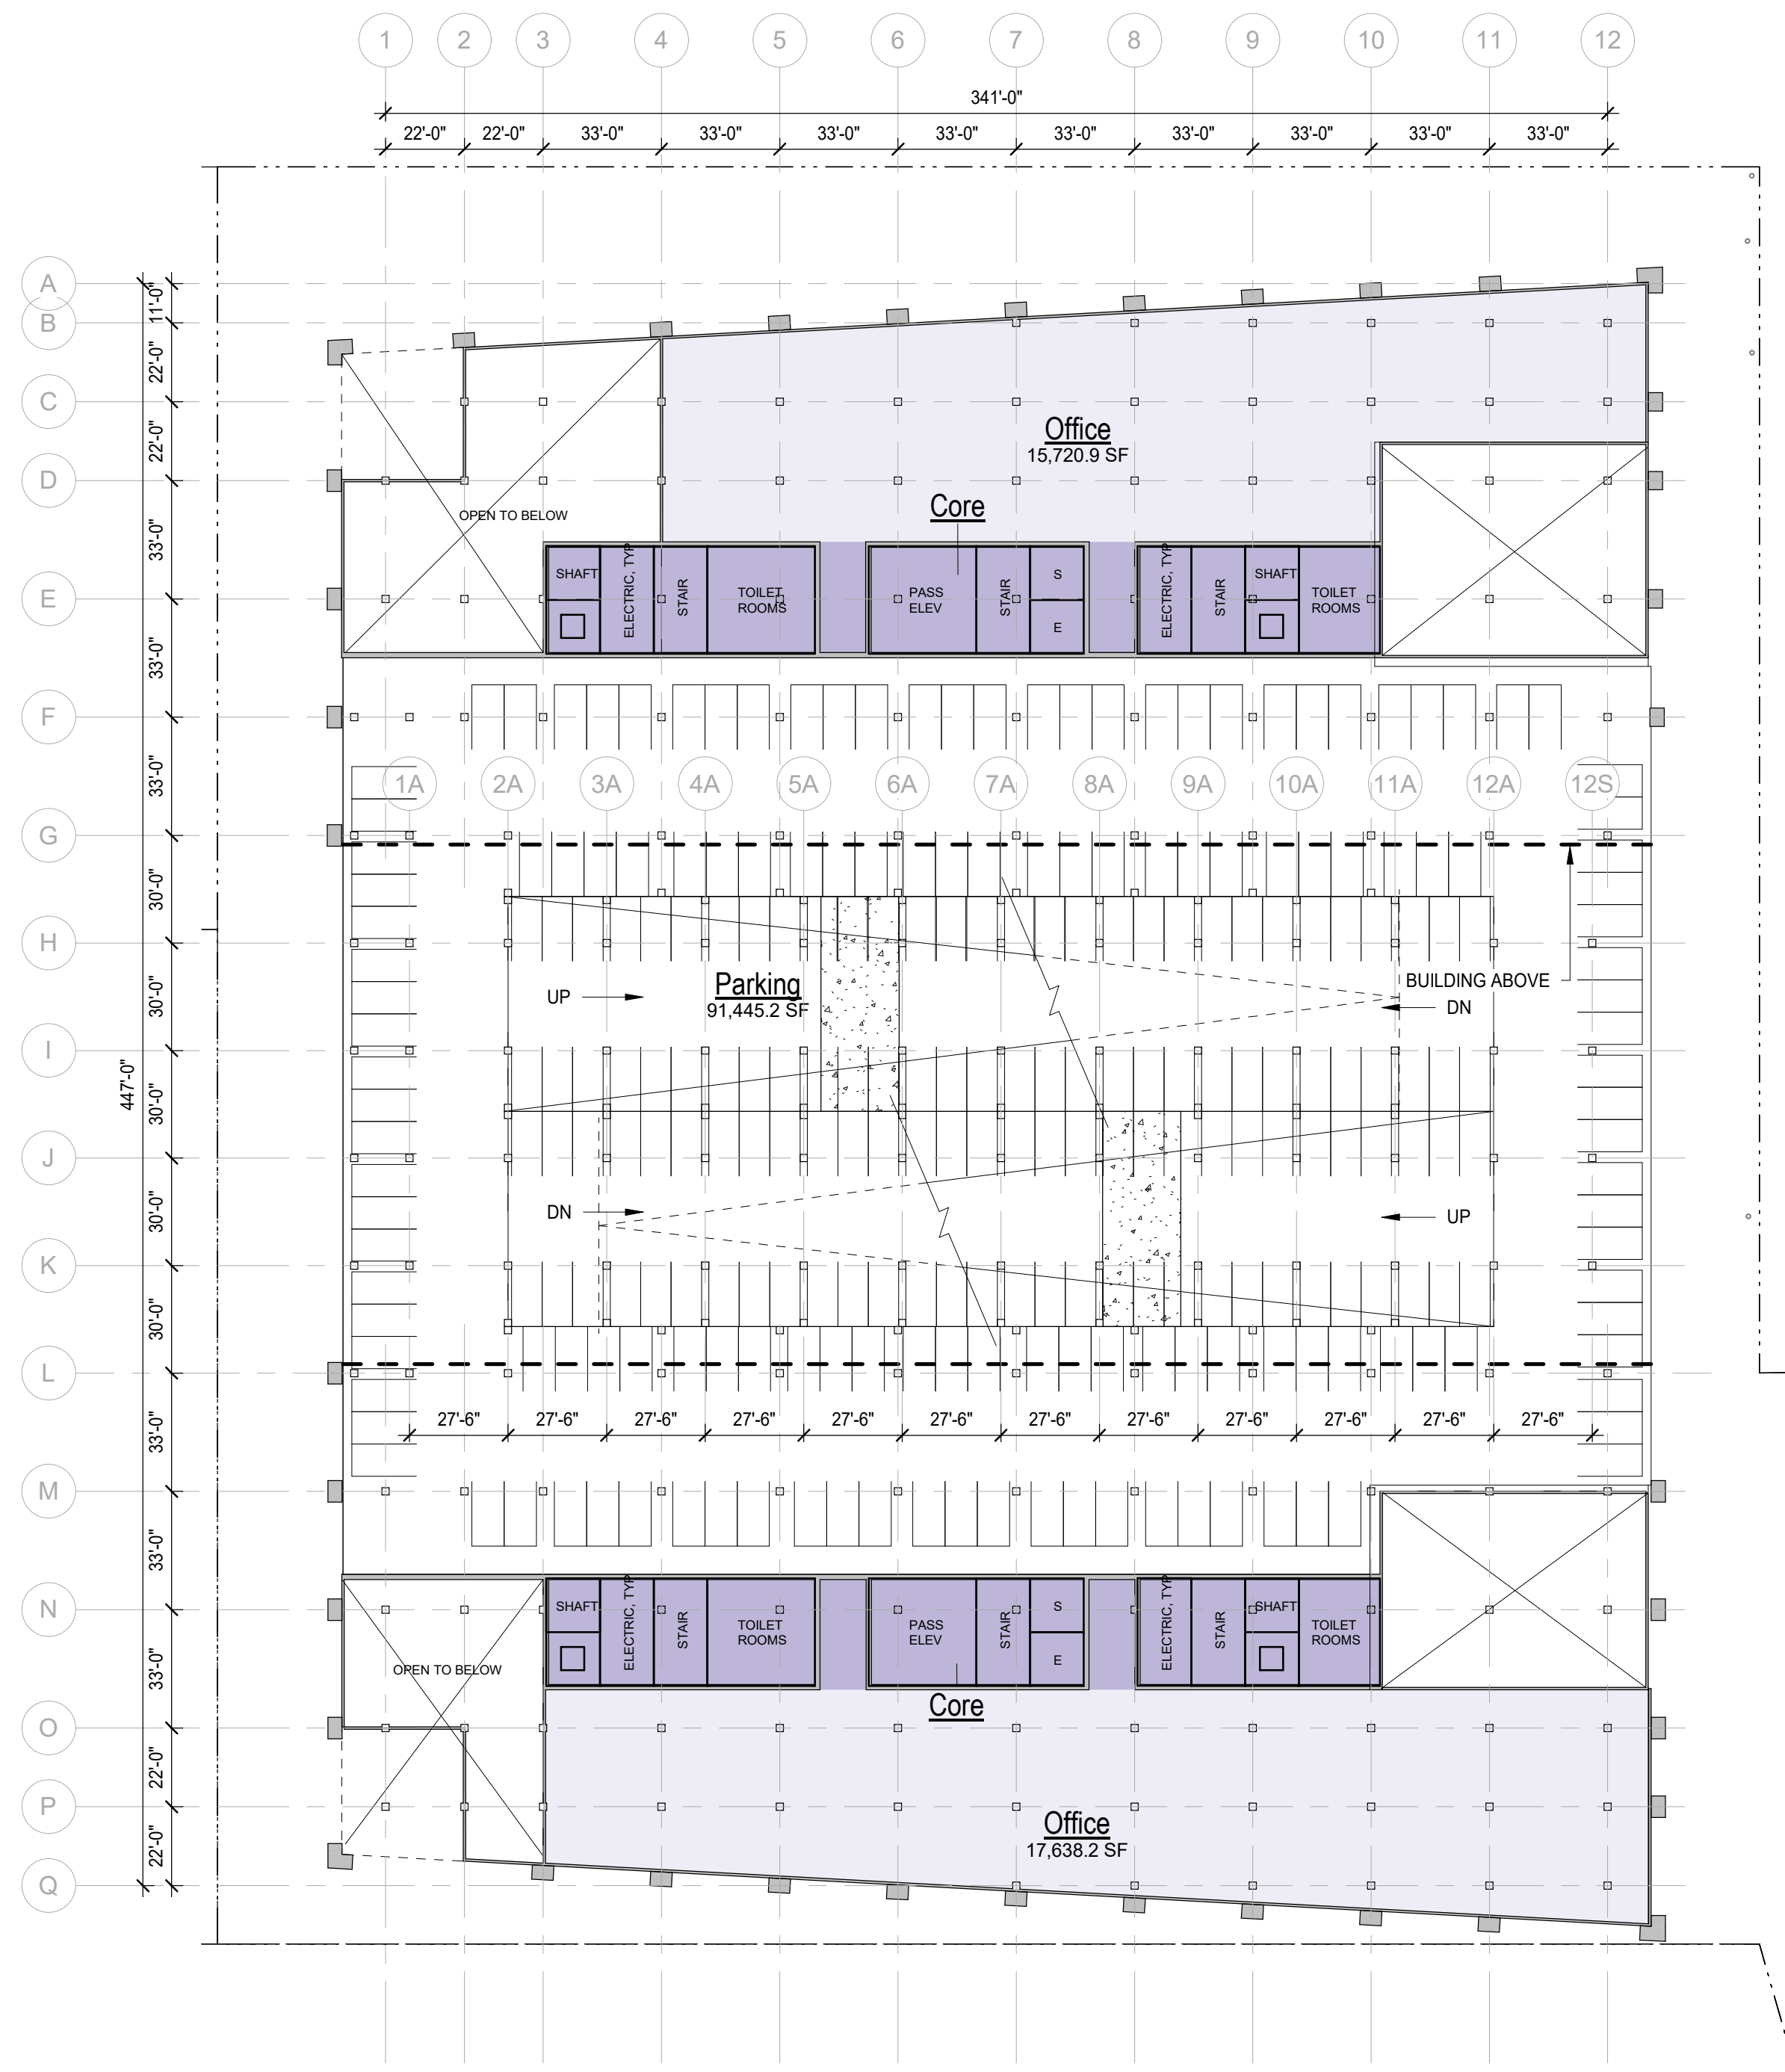 1 2 3 4 5 6 7 8 9 10 11 12
341'-0"
22'-0" 22'-0" 33'-0" 33'-0" 33'-0" 33'-0" 33'-0" 33'-0" 33'-0" 33'-0" 33'-0"
A
11'-0"
B
22'-0"
C
Office
22'-0"
15,720.9 SF
D
Core
OPEN TO BELOW
33'-0"
SHAFT ELECTRIC, TYP STAIR TOILET ROOMS PASS ELEV STAIR S E ELECTRIC, TYP STAIR SHAFT TOILET ROOMS
E
33'-0"
F
33'-0"
1A 2A 3A 4A 5A 6A 7A 8A 9A 10A 11A 12A 12S
G
30'-0"
H
Parking
BUILDING ABOVE
UP
91,445.2 SF
DN
30'-0"
I
447'-0"
30'-0"
J
30'-0"
DN
UP
K
30'-0"
L
33'-0"
27'-6" 27'-6" 27'-6" 27'-6" 27'-6" 27'-6" 27'-6" 27'-6" 27'-6" 27'-6" 27'-6" 27'-6"
M
33'-0"
SHAFT ELECTRIC, TYP STAIR TOILET ROOMS PASS ELEV STAIR S E ELECTRIC, TYP STAIR SHAFT TOILET ROOMS
N
33'-0"
OPEN TO BELOW
Core
O
22'-0"
P
Office
17,638.2 SF
22'-0"
Q